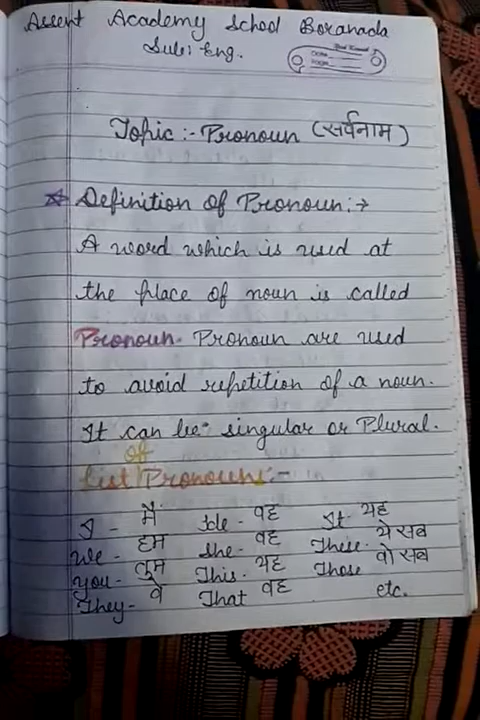 Ascent Academy School Boranada
Sub: Eng.
Date
Page
Topic :- Pronoun (सर्वनाम)
Definition of Pronoun :→
A word which is used at
the place of noun is called
Pronoun. Pronoun are used
to avoid repetition of a noun.
It can be singular or Plural.
of
List Pronoun :-
I - मैं He - वह It - यह
We - हम She - वह These - ये सब
You - तुम This - यह Those वो सब
They - वे That वह etc.